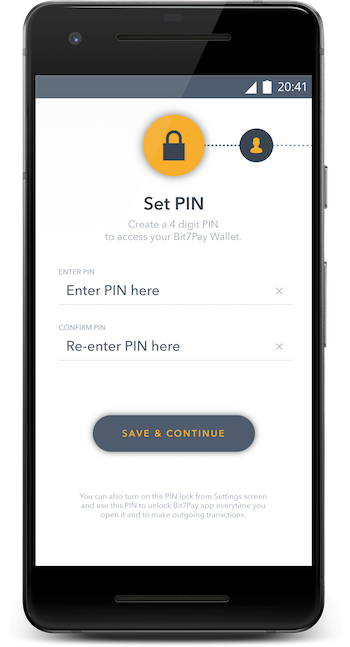 20:41
Set PIN
Create a 4 digit PIN
to access your Bit7Pay Wallet.
ENTER PIN
Enter PIN here
CONFIRM PIN
Re-enter PIN here
SAVE & CONTINUE
You can also turn on the PIN lock from Settings screen
and use this PIN to unlock Bit7Pay app everytime you
open it and to make outgoing transctions.